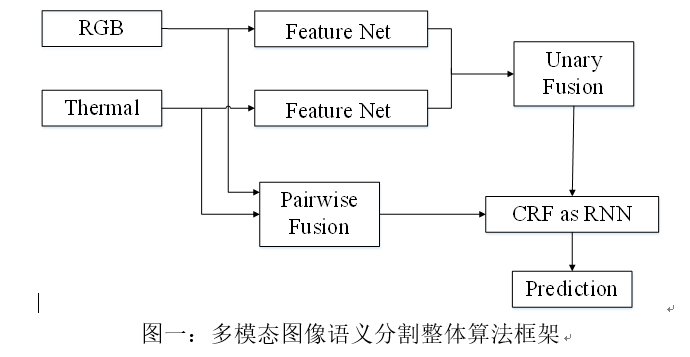 RGB
Feature Net
Unary
Fusion
Thermal
Feature Net
Pairwise
Fusion
CRF as RNN
Prediction
图一：多模态图像语义分割整体算法框架